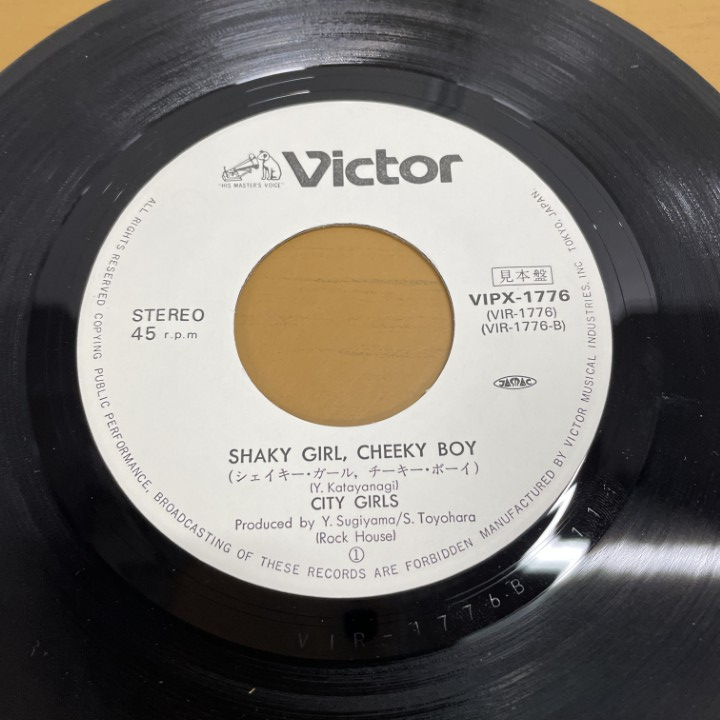 "HIS MASTER'S VOICE"
Victor
STEREO
45 r.p.m
見本盤
VIPX-1776
(VIR-1776)
(VIR-1776-B)
JASRAC
SHAKY GIRL, CHEEKY BOY
(シェイキー・ガール, チーキー・ボーイ)
(Y. Katayanagi)
CITY GIRLS
Produced by Y. Sugiyama/S. Toyohara
(Rock House)
①
ALL RIGHTS RESERVED COPYING PUBLIC PERFORMANCE, BROADCASTING OF THESE RECORDS ARE FORBIDDEN MANUFACTURED BY VICTOR MUSICAL INDUSTRIES, INC TOKYO, JAPAN.
VIR-1776B 111